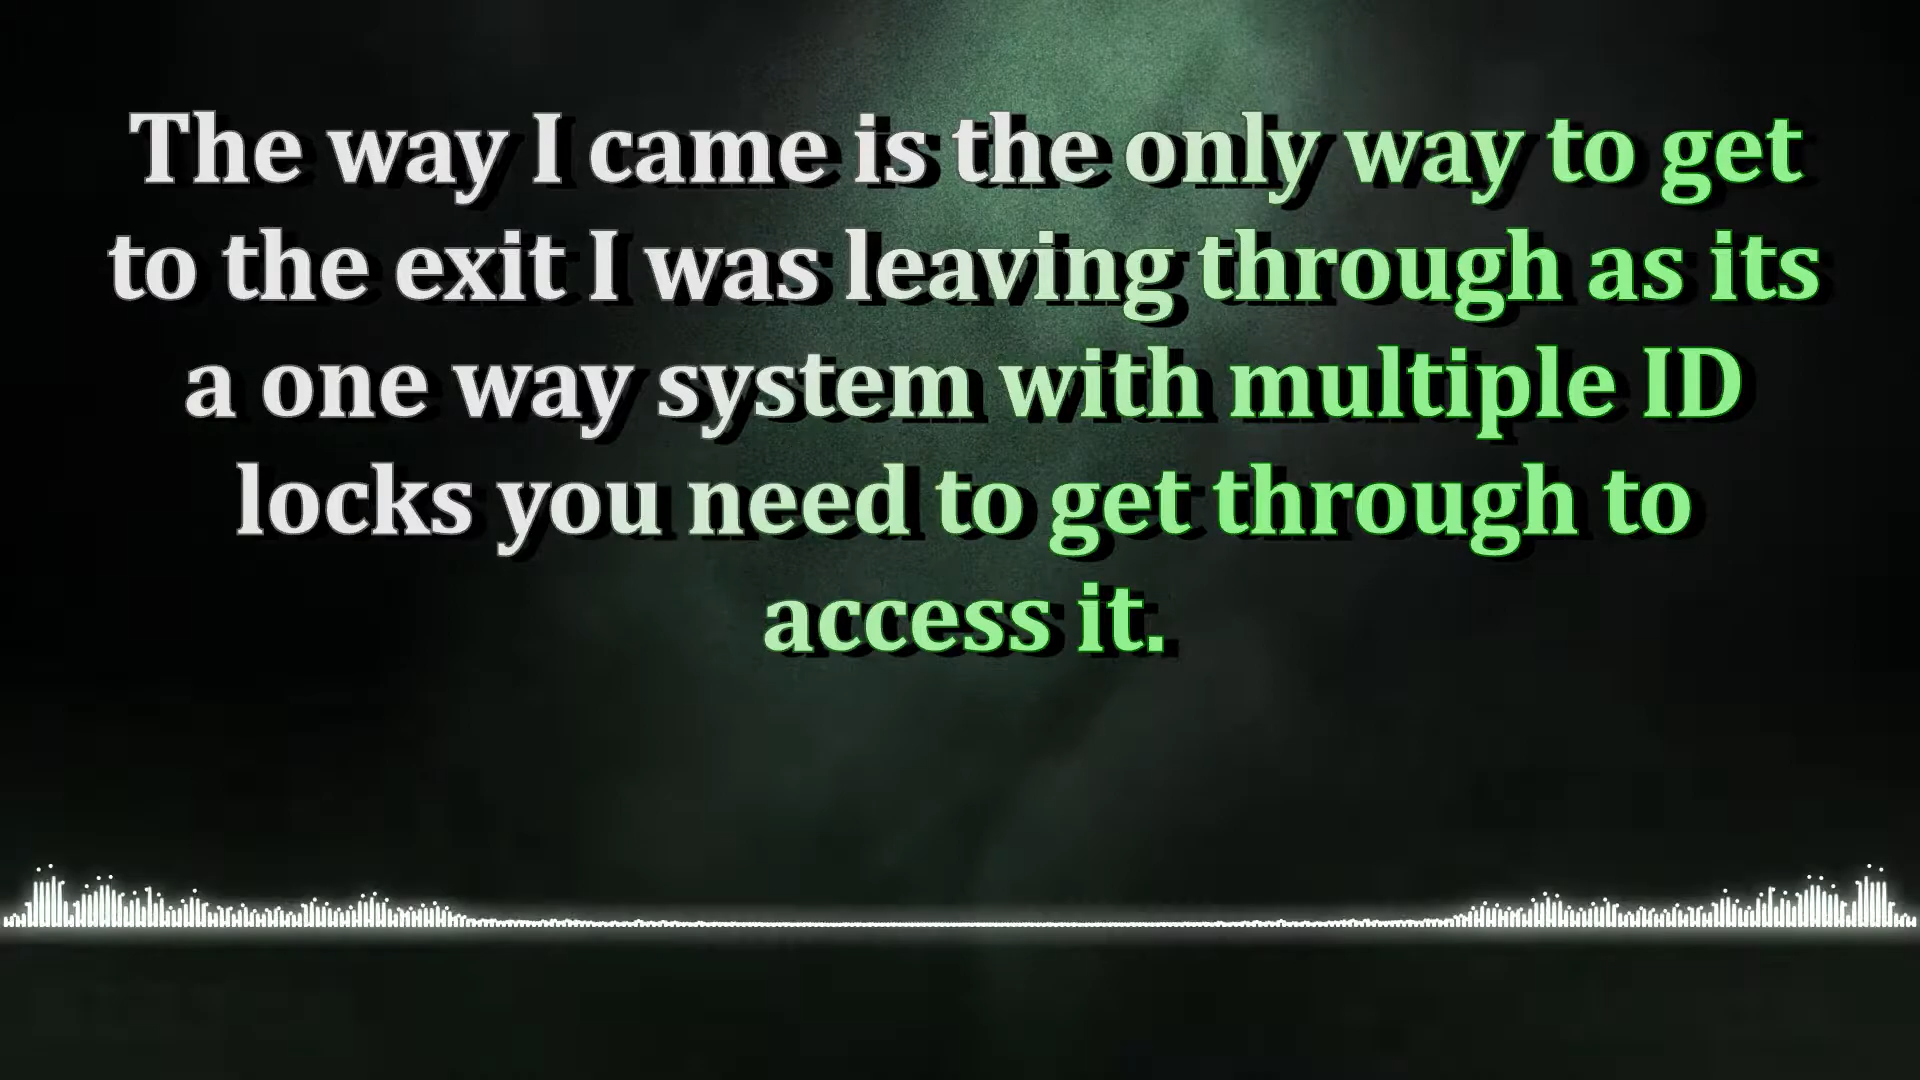 The way I came is the only way to get
to the exit I was leaving through as its
a one way system with multiple ID
locks you need to get through to
access it.